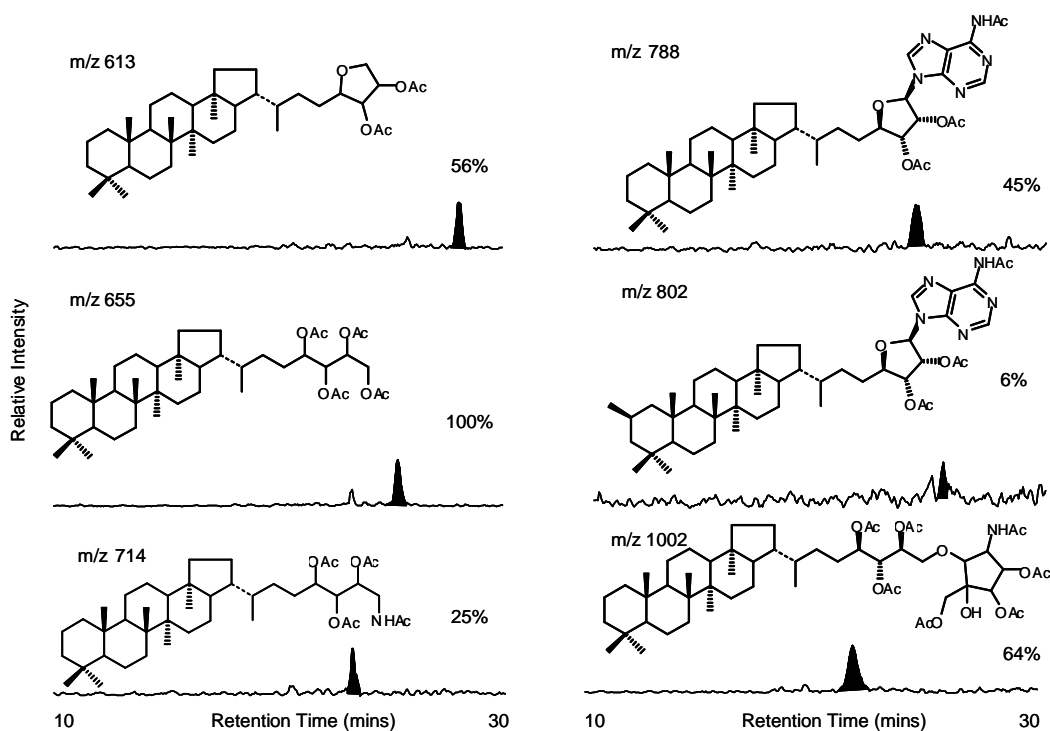 m/z 613
O
OAc
OAc
56%
m/z 655
OAc
OAc
OAc
OAc
100%
m/z 714
OAc
OAc
OAc
NHAc
25%
10
Retention Time (mins)
30
Relative Intensity
m/z 788
NHAc
N
N
N
N
O
OAc
OAc
45%
m/z 802
NHAc
N
N
N
N
O
OAc
OAc
6%
m/z 1002
OAc
OAc
NHAc
O
OAc
OAc
AcO
OH
OAc
64%
10
Retention Time (mins)
30